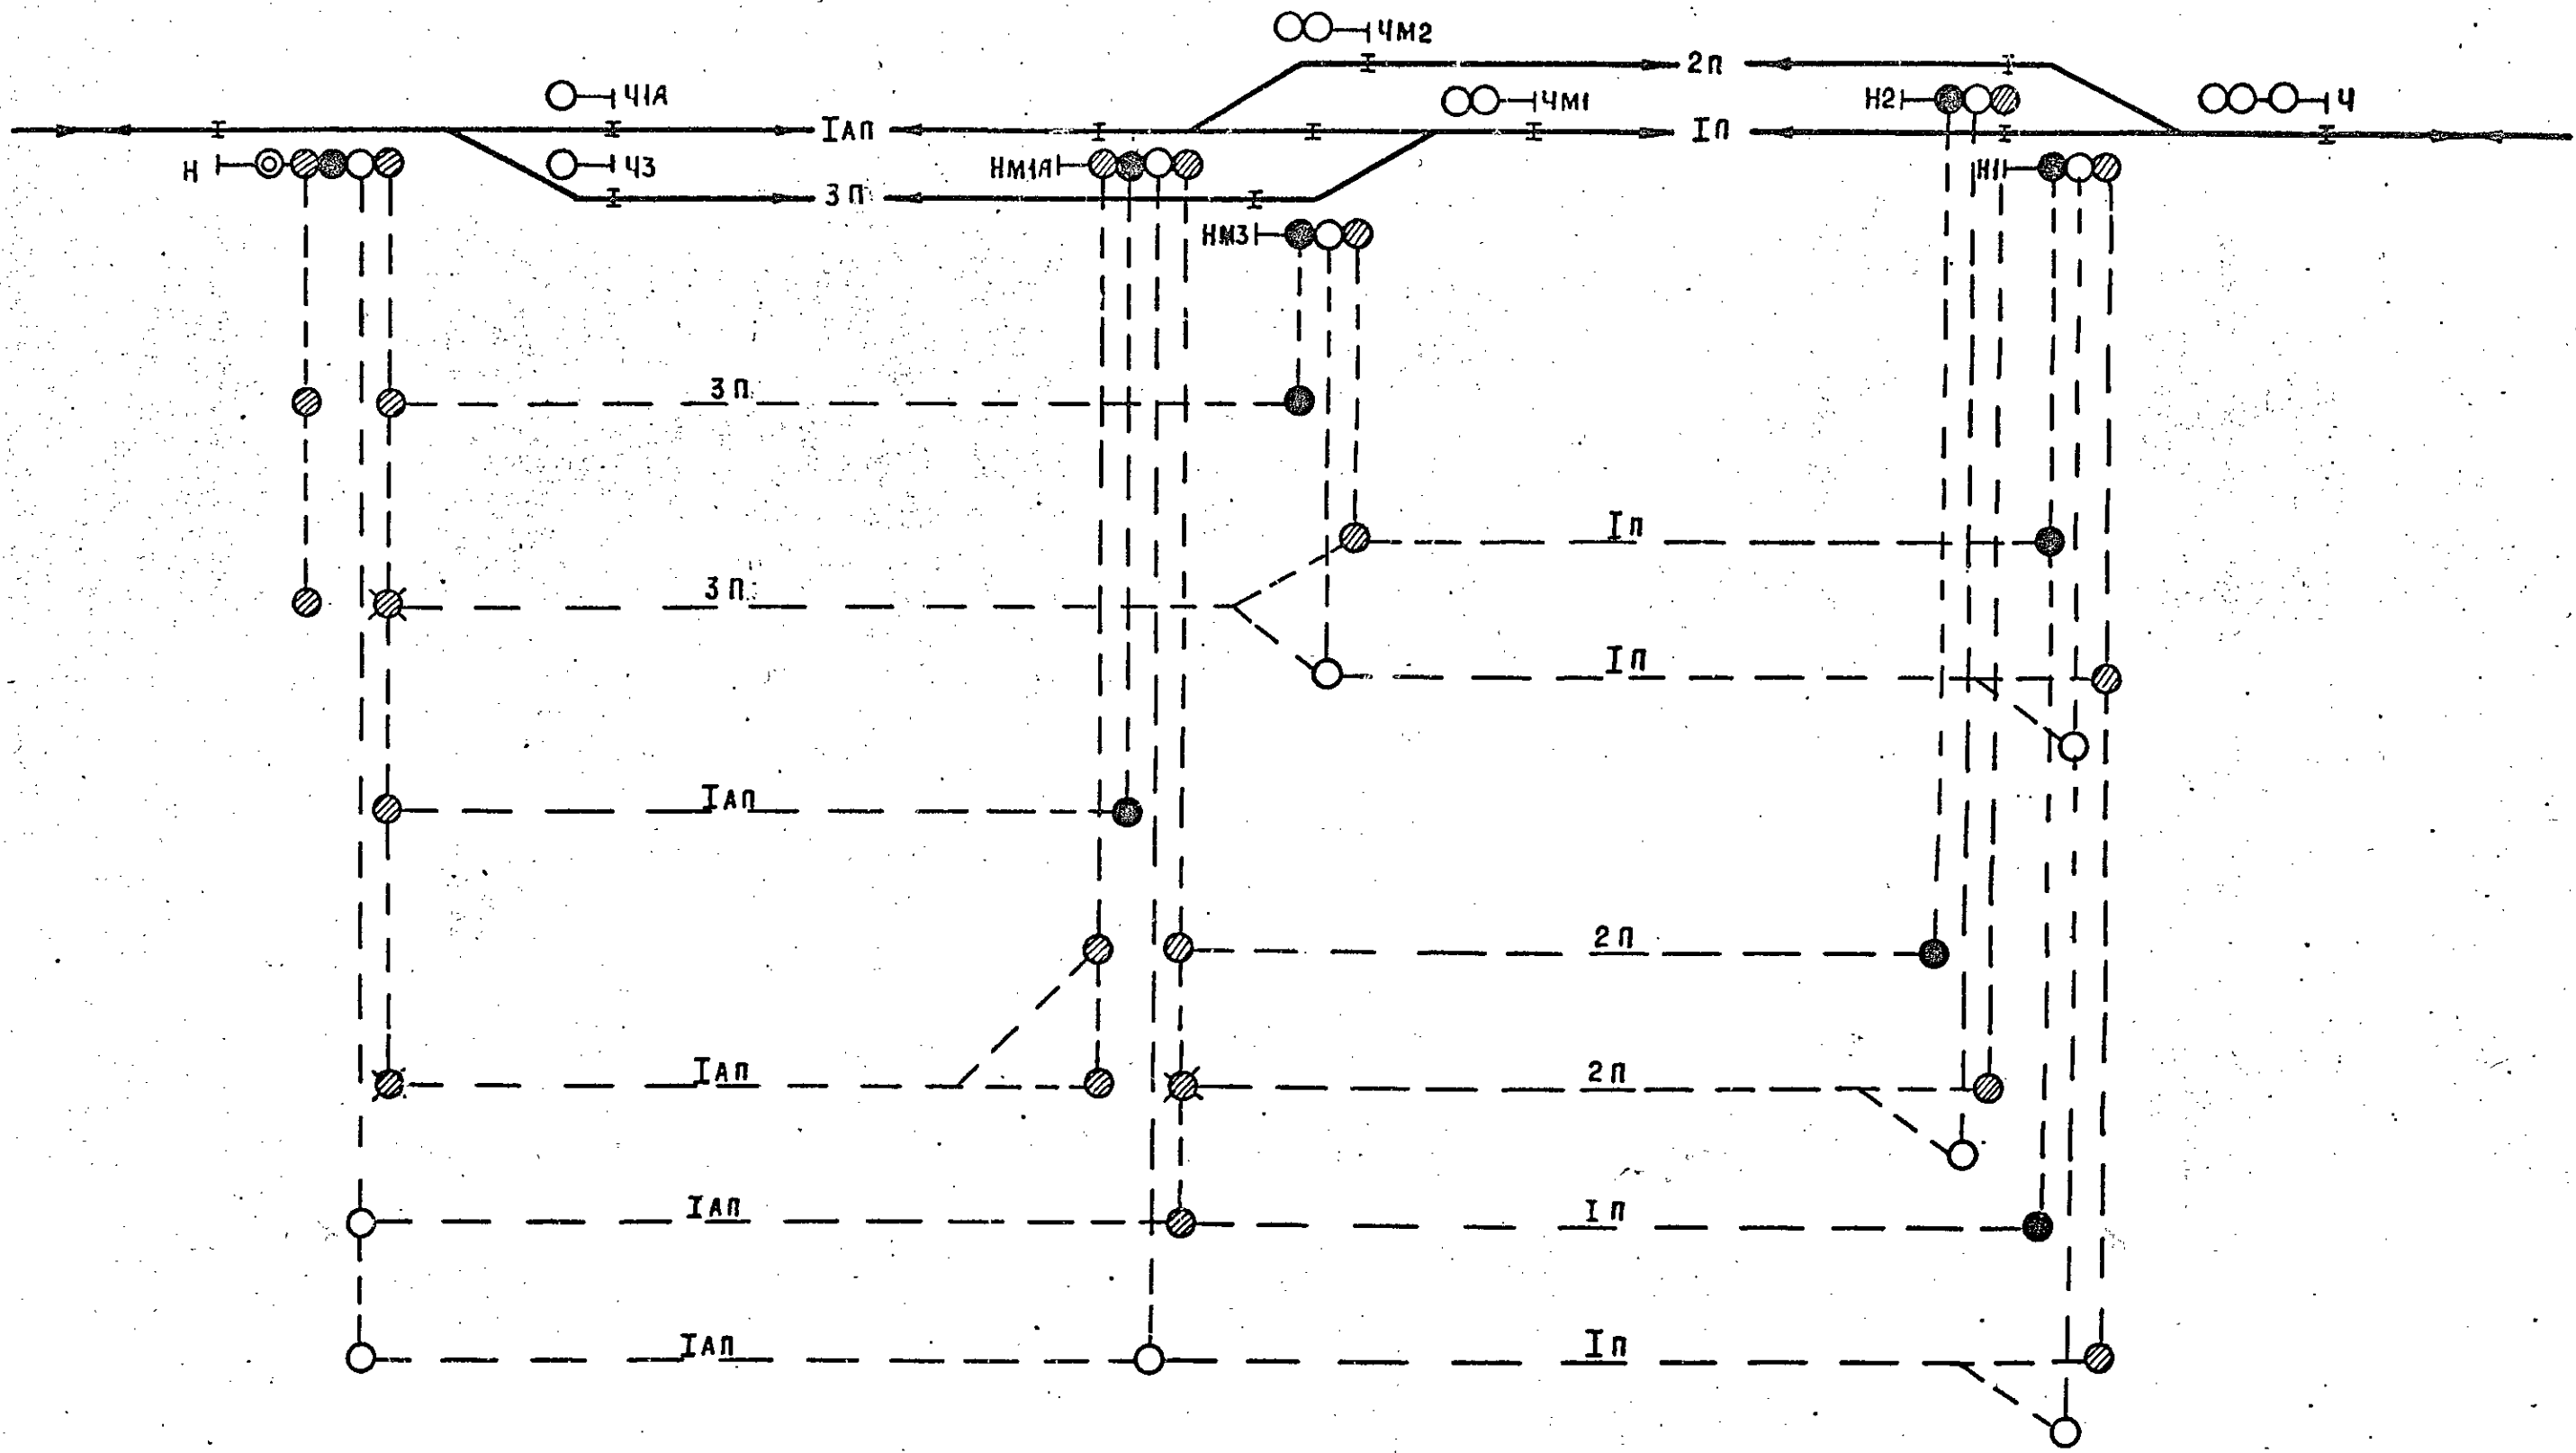 ЧМ2
2П
Ч1А
ЧМ1
Н2
Ч
IАП
IП
Н
Ч3
НМ1А
Н1
3П
НМ3
3П
IП
3П
IП
IАП
2П
IАП
2П
IАП
IП
IАП
IП